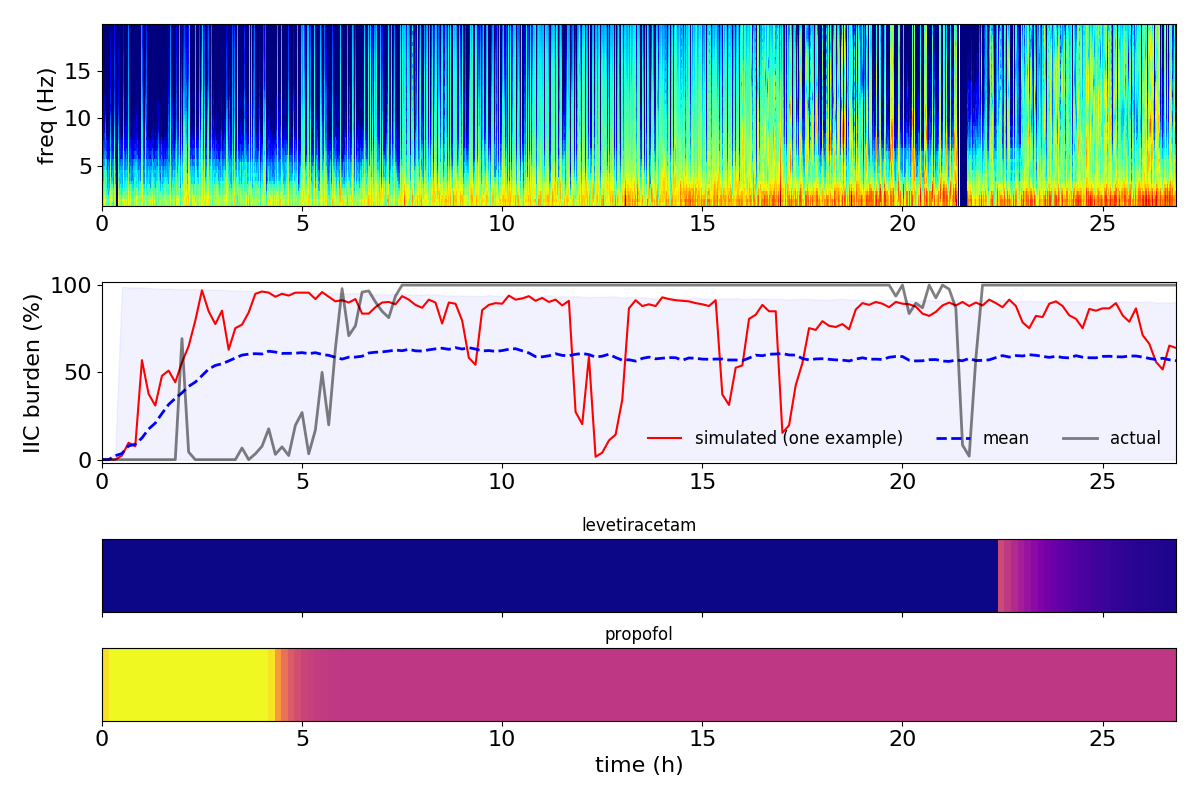 freq (Hz)
15
10
5
0 5 10 15 20 25
IIC burden (%)
100
50
0
simulated (one example) mean actual
0 5 10 15 20 25
levetiracetam
propofol
0 5 10 15 20 25
time (h)